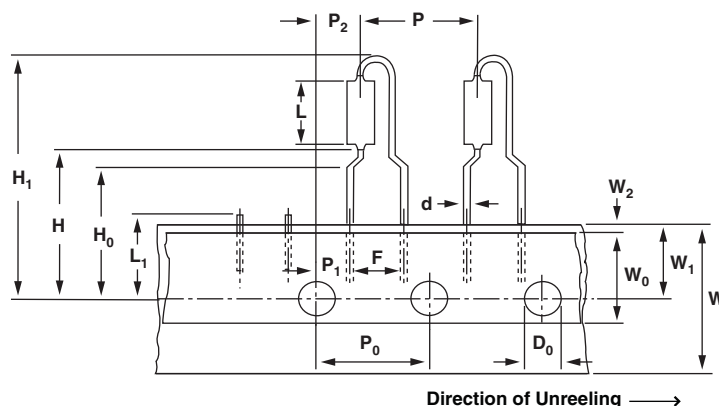 P2 P
L
H1
H
H0
d
W2
L1
P1 F
W0
W1
W
P0
D0
Direction of Unreeling